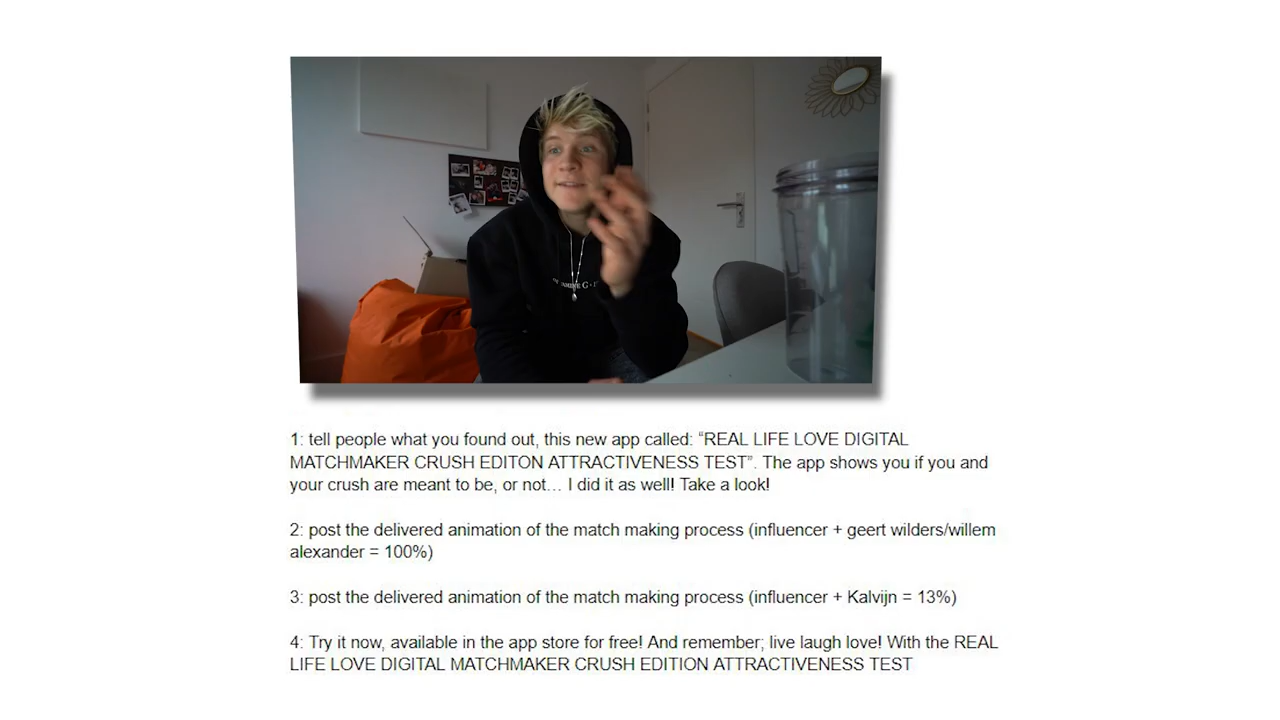 AMINE G
1: tell people what you found out, this new app called: “REAL LIFE LOVE DIGITAL
MATCHMAKER CRUSH EDITON ATTRACTIVENESS TEST”. The app shows you if you and
your crush are meant to be, or not… I did it as well! Take a look!
2: post the delivered animation of the match making process (influencer + geert wilders/willem
alexander = 100%)
3: post the delivered animation of the match making process (influencer + Kalvijn = 13%)
4: Try it now, available in the app store for free! And remember; live laugh love! With the REAL
LIFE LOVE DIGITAL MATCHMAKER CRUSH EDITION ATTRACTIVENESS TEST